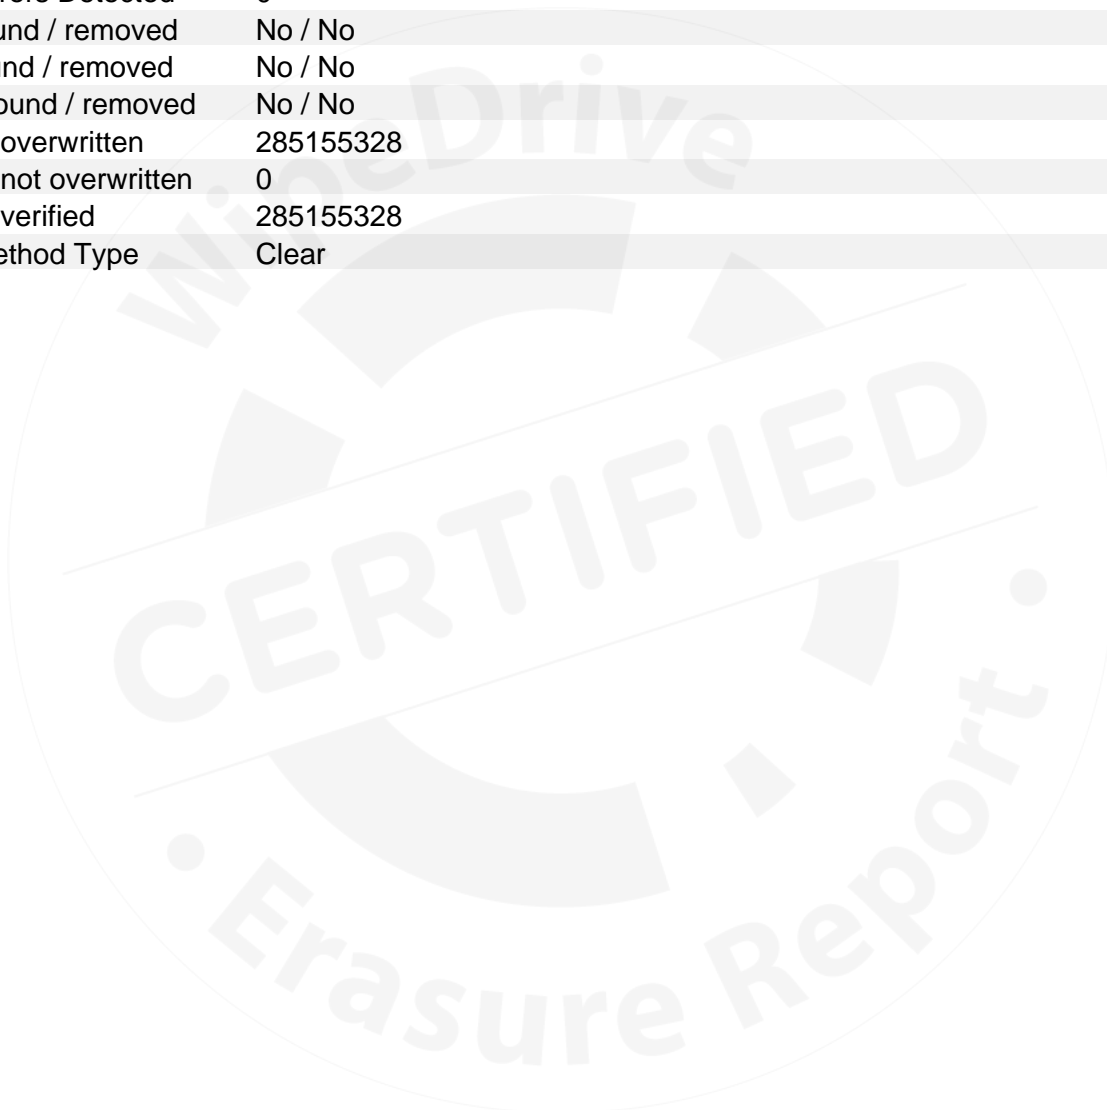 und / removed No / No
und / removed No / No
ound / removed No / No
overwritten 285155328
not overwritten 0
verified 285155328
ethod Type Clear
WipeDrive
CERTIFIED
• Erasure Report •